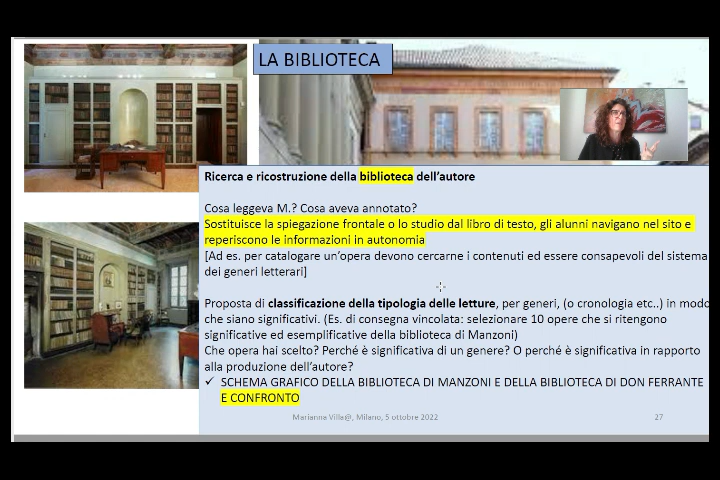 LA BIBLIOTECA
Ricerca e ricostruzione della biblioteca dell'autore
Cosa leggeva M.? Cosa aveva annotato?
Sostituisce la spiegazione frontale o lo studio dal libro di testo, gli alunni navigano nel sito e
reperiscono le informazioni in autonomia
[Ad es. per catalogare un'opera devono cercarne i contenuti ed essere consapevoli del sistema
dei generi letterari]
Proposta di classificazione della tipologia delle letture, per generi, (o cronologia etc..) in modo
che siano significativi. (Es. di consegna vincolata: selezionare 10 opere che si ritengono
significative ed esemplificative della biblioteca di Manzoni)
Che opera hai scelto? Perché è significativa di un genere? O perché è significativa in rapporto
alla produzione dell'autore?
✓ SCHEMA GRAFICO DELLA BIBLIOTECA DI MANZONI E DELLA BIBLIOTECA DI DON FERRANTE
E CONFRONTO
Marianna Villa@, Milano, 5 ottobre 2022
27